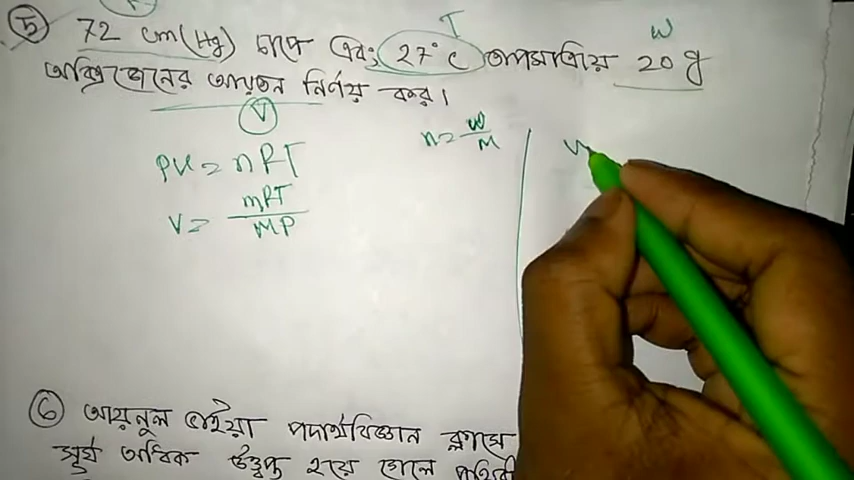 P
T
W
⑤ 72 cm(Hg) চাপে এবং 27°C তাপমাত্রায় 20 g
অক্সিজেনের আয়তন নির্ণয় কর।
V
PV = nRT
n = W/M
V = mRT/MP
⑥ আয়নুল ভাইয়া পদার্থবিজ্ঞান ক্লাসে
সূর্য অধিক উত্তপ্ত হয়ে গেলে পৃথিবী